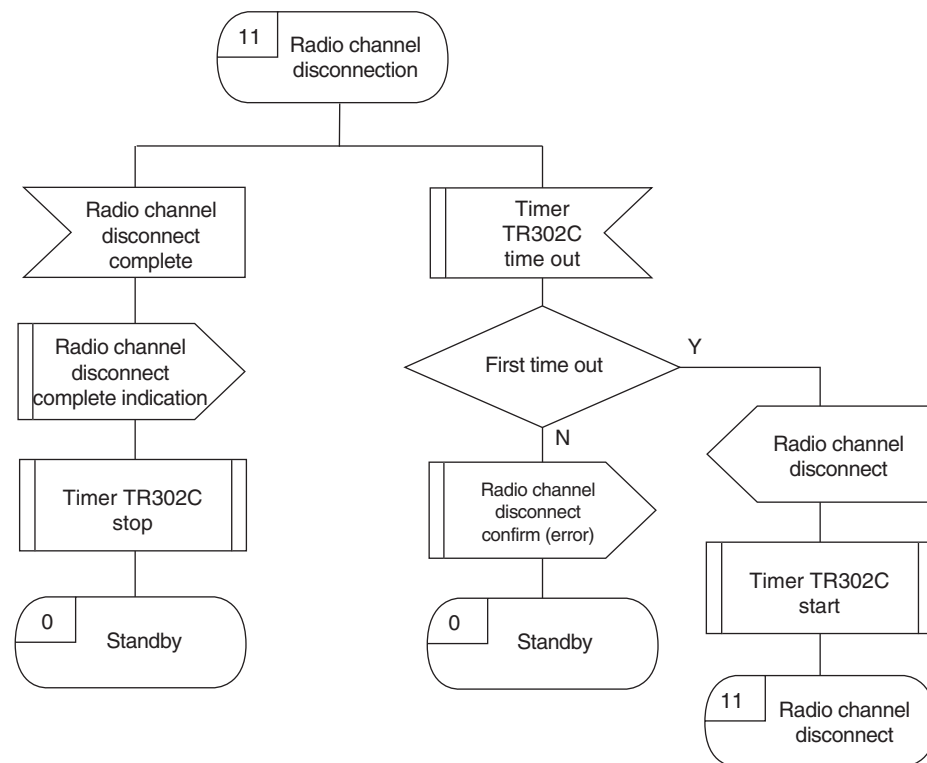 11
Radio channel
disconnection
Radio channel
disconnect
complete
Timer
TR302C
time out
Radio channel
disconnect
complete indication
First time out
Y
N
Radio channel
disconnect
Timer TR302C
stop
Radio channel
disconnect
confirm (error)
Timer TR302C
start
0
Standby
0
Standby
11
Radio channel
disconnect